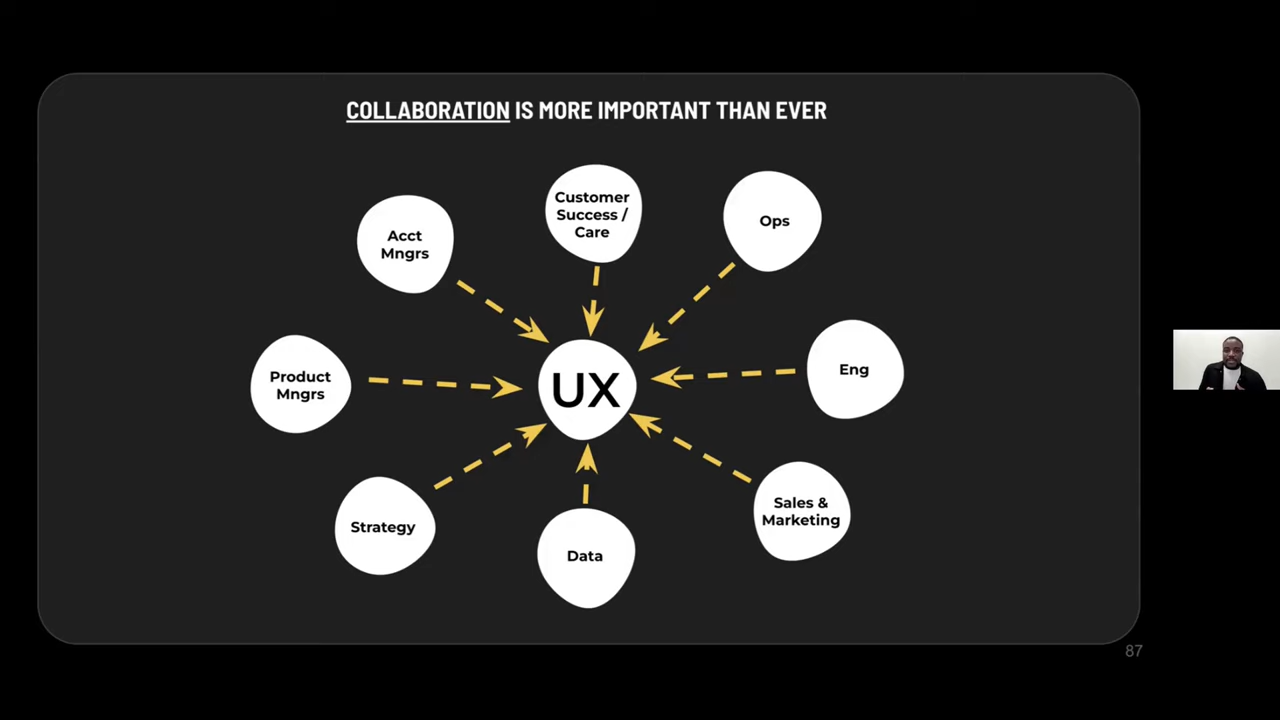 COLLABORATION IS MORE IMPORTANT THAN EVER
Customer
Success /
Care
Ops
Acct
Mngrs
Eng
Product
Mngrs
UX
Sales &
Marketing
Strategy
Data
87